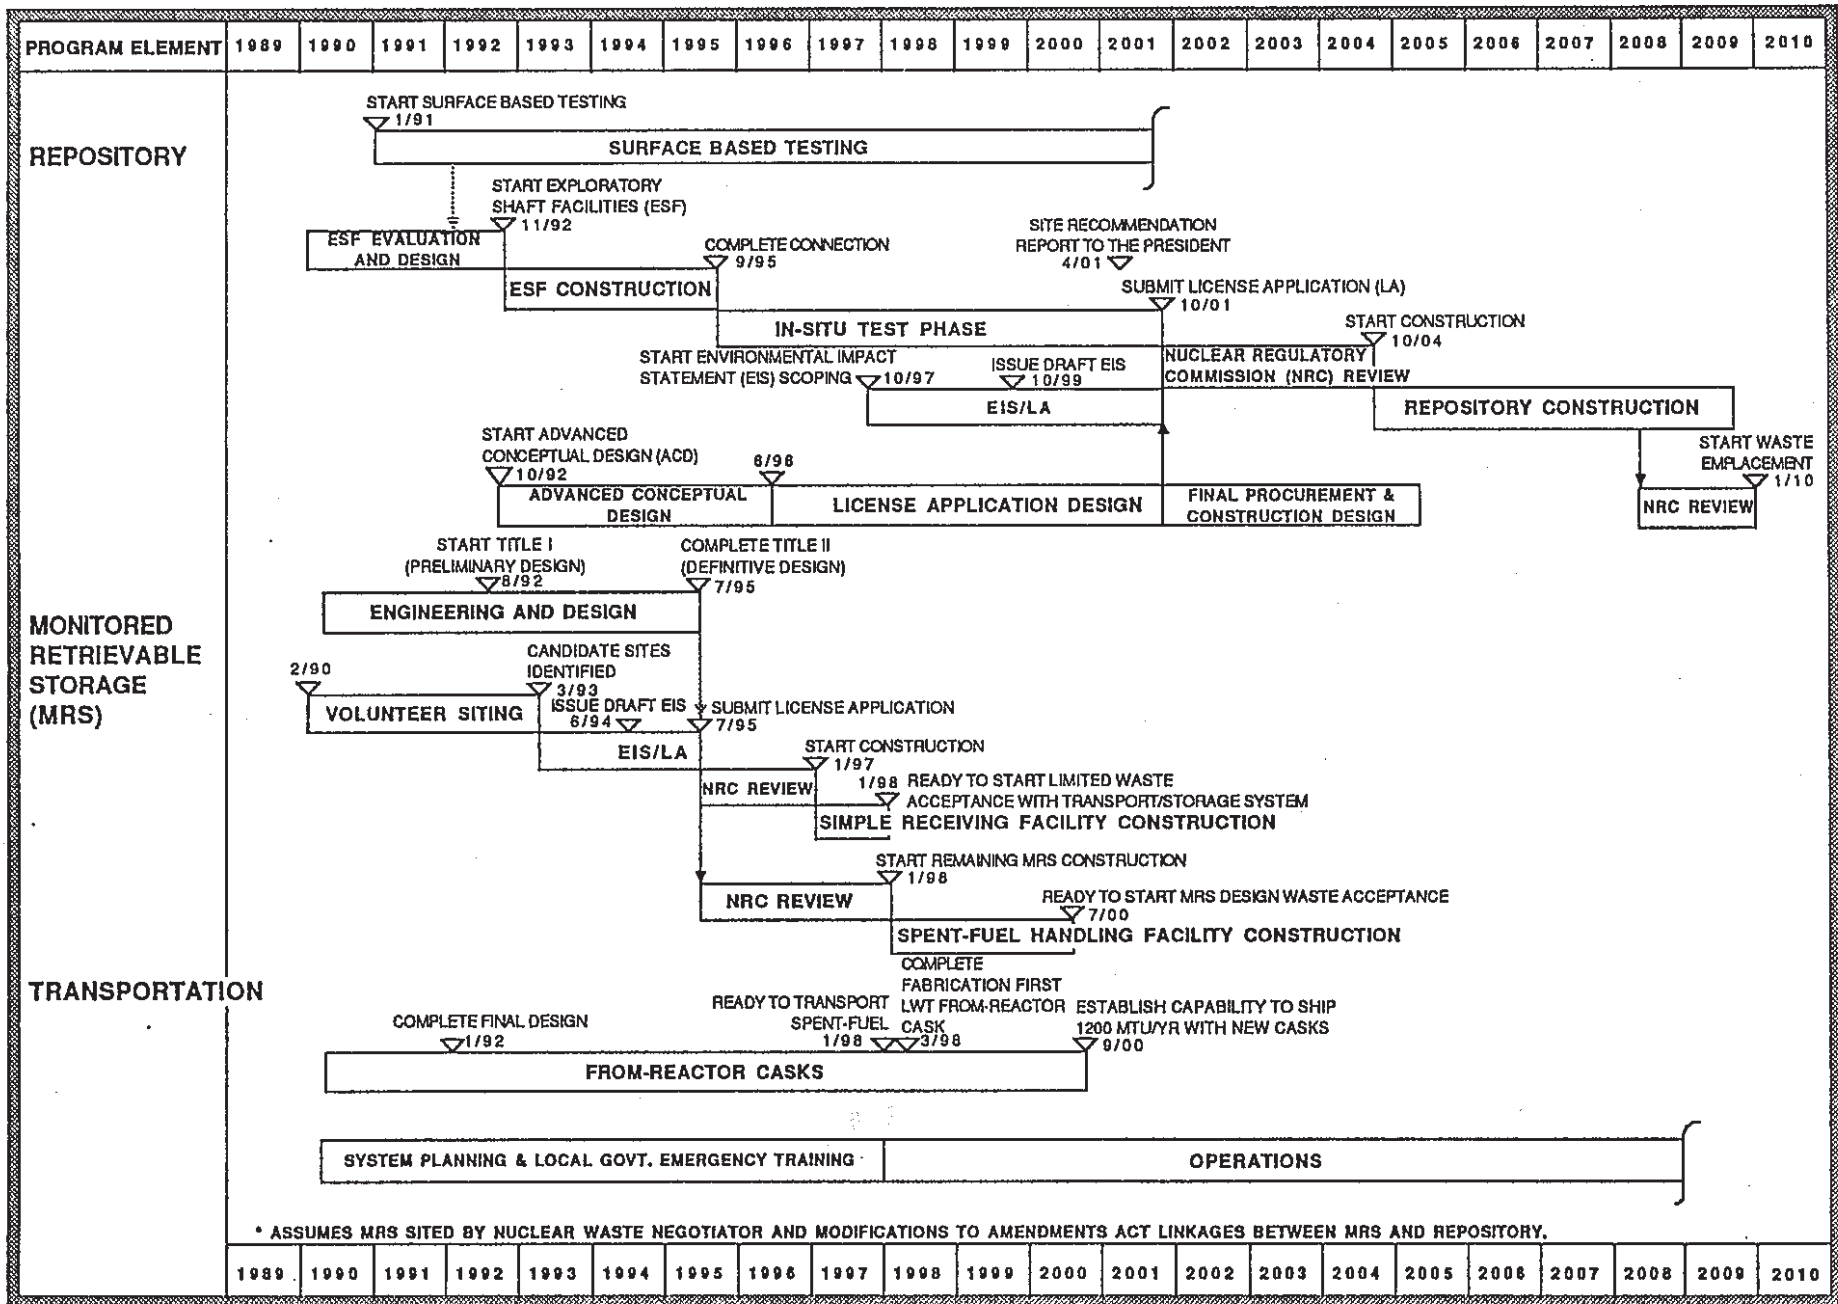 PROGRAM ELEMENT 1989 1990 1991 1992 1993 1994 1995 1996 1997 1998 1999 2000 2001 2002 2003 2004 2005 2006 2007 2008 2009 2010
REPOSITORY
START SURFACE BASED TESTING
1/91
SURFACE BASED TESTING
START EXPLORATORY
SHAFT FACILITIES (ESF)
11/92
ESF EVALUATION
AND DESIGN
COMPLETE CONNECTION
9/95
ESF CONSTRUCTION
SITE RECOMMENDATION
REPORT TO THE PRESIDENT
4/01
SUBMIT LICENSE APPLICATION (LA)
10/01
IN-SITU TEST PHASE
START CONSTRUCTION
10/04
START ENVIRONMENTAL IMPACT
STATEMENT (EIS) SCOPING 10/97
ISSUE DRAFT EIS
10/99
NUCLEAR REGULATORY
COMMISSION (NRC) REVIEW
EIS/LA
REPOSITORY CONSTRUCTION
START ADVANCED
CONCEPTUAL DESIGN (ACD)
10/92
6/96
START WASTE
EMPLACEMENT
1/10
ADVANCED CONCEPTUAL
DESIGN
LICENSE APPLICATION DESIGN
FINAL PROCUREMENT &
CONSTRUCTION DESIGN
NRC REVIEW
MONITORED
RETRIEVABLE
STORAGE
(MRS)
START TITLE I
(PRELIMINARY DESIGN)
8/92
COMPLETE TITLE II
(DEFINITIVE DESIGN)
7/95
ENGINEERING AND DESIGN
2/90
CANDIDATE SITES
IDENTIFIED
3/93
VOLUNTEER SITING
ISSUE DRAFT EIS
6/94
SUBMIT LICENSE APPLICATION
7/95
EIS/LA
START CONSTRUCTION
1/97
NRC REVIEW
1/98 READY TO START LIMITED WASTE
ACCEPTANCE WITH TRANSPORT/STORAGE SYSTEM
SIMPLE RECEIVING FACILITY CONSTRUCTION
START REMAINING MRS CONSTRUCTION
1/98
NRC REVIEW
READY TO START MRS DESIGN WASTE ACCEPTANCE
7/00
SPENT-FUEL HANDLING FACILITY CONSTRUCTION
TRANSPORTATION
COMPLETE FINAL DESIGN
1/92
READY TO TRANSPORT
SPENT-FUEL
1/98
COMPLETE
FABRICATION FIRST
LWT FROM-REACTOR
CASK
3/98
ESTABLISH CAPABILITY TO SHIP
1200 MTU/YR WITH NEW CASKS
9/00
FROM-REACTOR CASKS
SYSTEM PLANNING & LOCAL GOVT. EMERGENCY TRAINING
OPERATIONS
* ASSUMES MRS SITED BY NUCLEAR WASTE NEGOTIATOR AND MODIFICATIONS TO AMENDMENTS ACT LINKAGES BETWEEN MRS AND REPOSITORY.
1989 1990 1991 1992 1993 1994 1995 1996 1997 1998 1999 2000 2001 2002 2003 2004 2005 2006 2007 2008 2009 2010